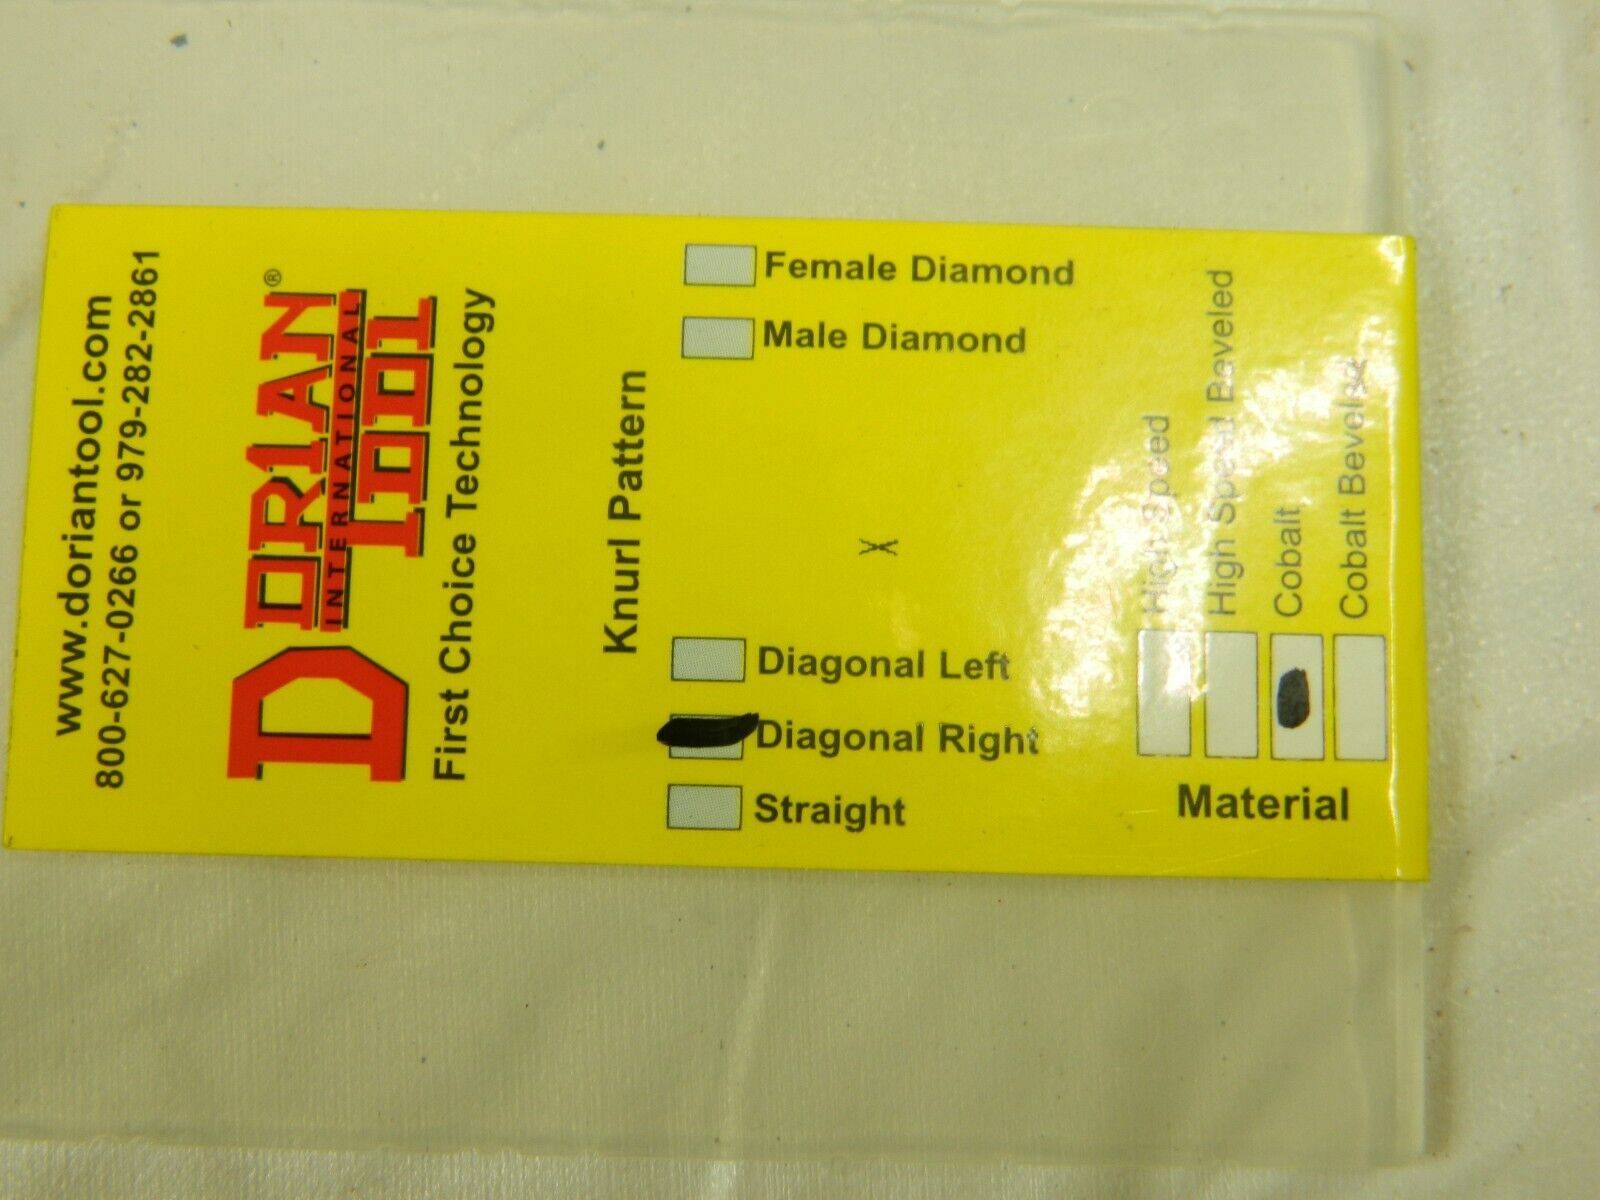 www.doriantool.com
800-627-0266 or 979-282-2861
DORIAN®
INTERNATIONAL
TOOL
First Choice Technology
Knurl Pattern
Female Diamond
Male Diamond
X
Diagonal Left
Diagonal Right
Straight
Material
High Speed
High Speed Beveled
Cobalt
Cobalt Beveled